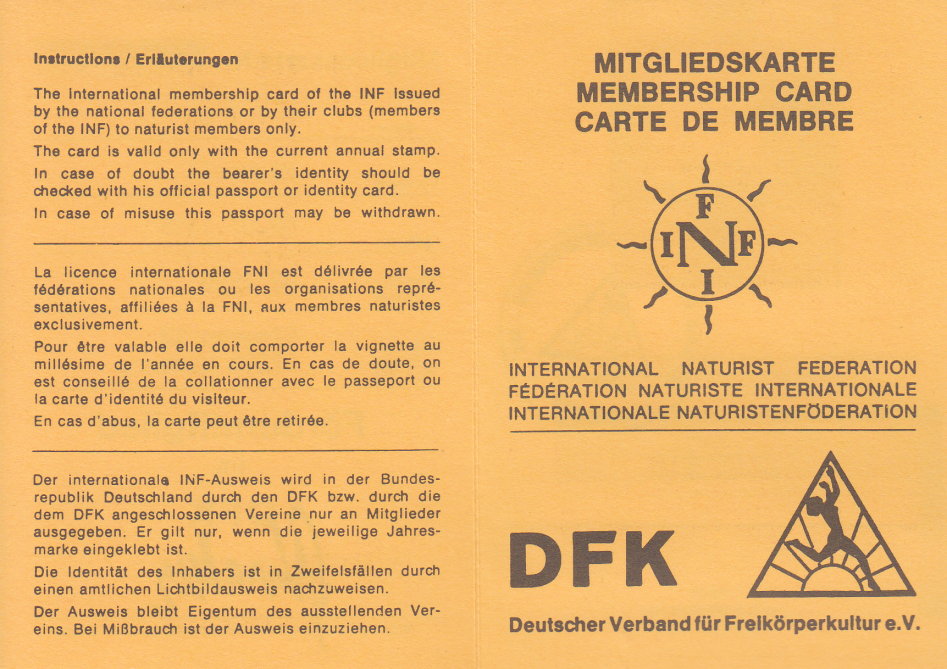 Instructions / Erläuterungen
The International membership card of the INF Issued
by the national federations or by their clubs (members
of the INF) to naturist members only.
The card is valid only with the current annual stamp.
In case of doubt the bearer's identity should be
checked with his official passport or identity card.
In case of misuse this passport may be withdrawn.
La licence internationale FNI est délivrée par les
fédérations nationales ou les organisations repré-
sentatives, affiliées à la FNI, aux membres naturistes
exclusivement.
Pour être valable elle doit comporter la vignette au
millésime de l'année en cours. En cas de doute, on
est conseillé de la collationner avec le passeport ou
la carte d'identité du visiteur.
En cas d'abus, la carte peut être retirée.
Der internationale INF-Ausweis wird in der Bundes-
republik Deutschland durch den DFK bzw. durch die
dem DFK angeschlossenen Vereine nur an Mitglieder
ausgegeben. Er gilt nur, wenn die jeweilige Jahres-
marke eingeklebt ist.
Die Identität des Inhabers ist in Zweifelsfällen durch
einen amtlichen Lichtbildausweis nachzuweisen.
Der Ausweis bleibt Eigentum des ausstellenden Ver-
eins. Bei Mißbrauch ist der Ausweis einzuziehen.
MITGLIEDSKARTE
MEMBERSHIP CARD
CARTE DE MEMBRE
F
I N F
I
INTERNATIONAL NATURIST FEDERATION
FÉDÉRATION NATURISTE INTERNATIONALE
INTERNATIONALE NATURISTENFÖDERATION
DFK
Deutscher Verband für Freikörperkultur e.V.